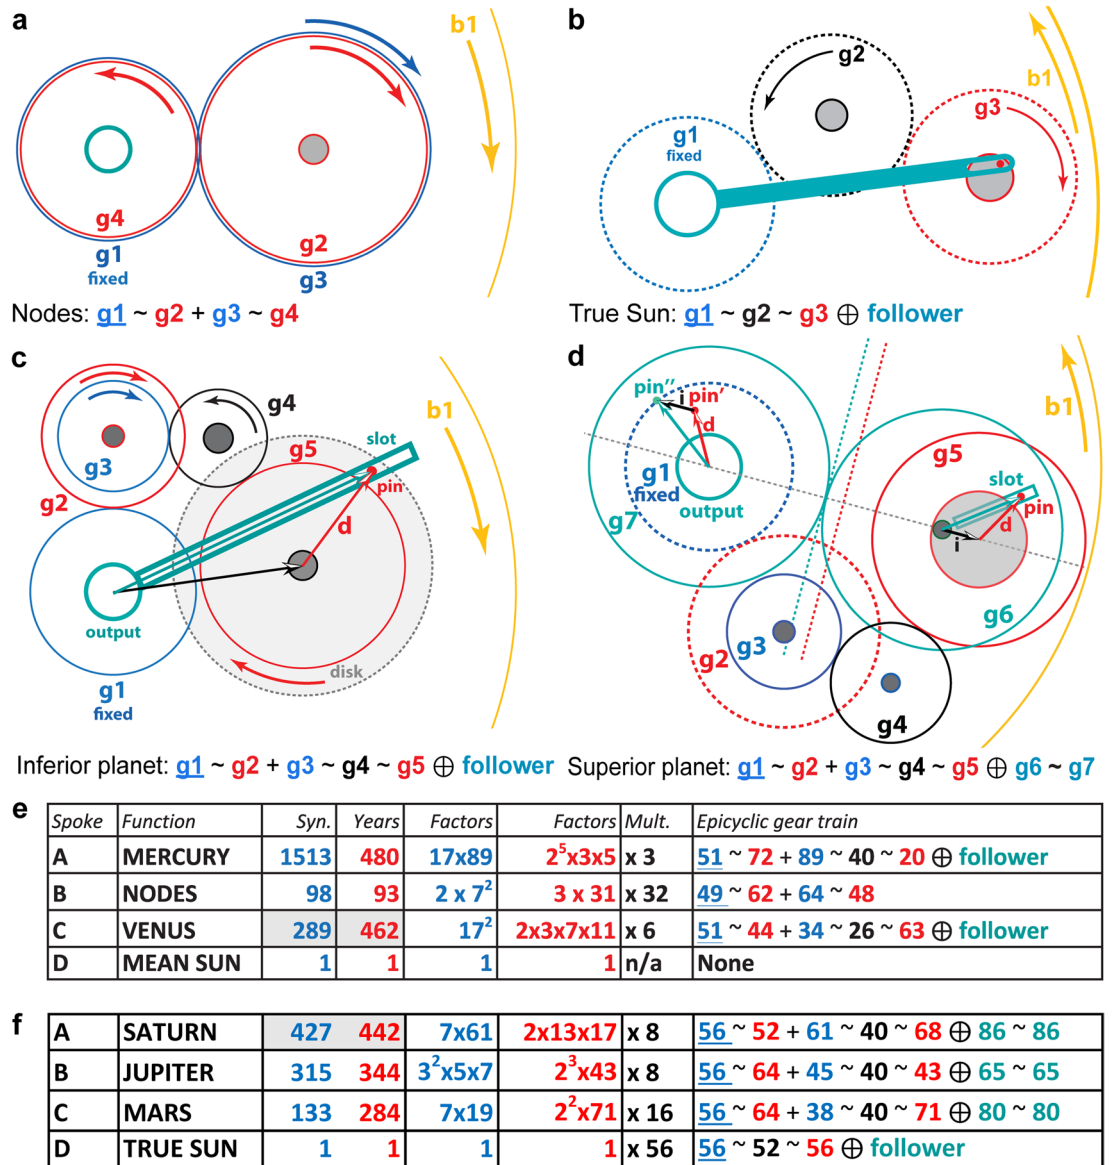 a
b1
g4
g1
fixed
g2
g3
Nodes: g1 ~ g2 + g3 ~ g4
b
g2
b1
g1
fixed
g3
True Sun: g1 ~ g2 ~ g3 ⊕ follower
c
g4
b1
slot
g5
g3
pin
g2
d
output
disk
g1
fixed
Inferior planet: g1 ~ g2 + g3 ~ g4 ~ g5 ⊕ follower
d
pin″
pin′
i
d
b1
g5
g1
slot
fixed
pin
g7
output
d
i
g6
g3
g2
g4
Superior planet: g1 ~ g2 + g3 ~ g4 ~ g5 ⊕ g6 ~ g7
e
Spoke Function Syn. Years Factors Factors Mult. Epicyclic gear train
A MERCURY 1513 480 17x89 2⁵x3x5 x 3 51 ~ 72 + 89 ~ 40 ~ 20 ⊕ follower
B NODES 98 93 2 x 7² 3 x 31 x 32 49 ~ 62 + 64 ~ 48
C VENUS 289 462 17² 2x3x7x11 x 6 51 ~ 44 + 34 ~ 26 ~ 63 ⊕ follower
D MEAN SUN 1 1 1 1 n/a None
f
A SATURN 427 442 7x61 2x13x17 x 8 56 ~ 52 + 61 ~ 40 ~ 68 ⊕ 86 ~ 86
B JUPITER 315 344 3²x5x7 2³x43 x 8 56 ~ 64 + 45 ~ 40 ~ 43 ⊕ 65 ~ 65
C MARS 133 284 7x19 2²x71 x 16 56 ~ 64 + 38 ~ 40 ~ 71 ⊕ 80 ~ 80
D TRUE SUN 1 1 1 1 x 56 56 ~ 52 ~ 56 ⊕ follower